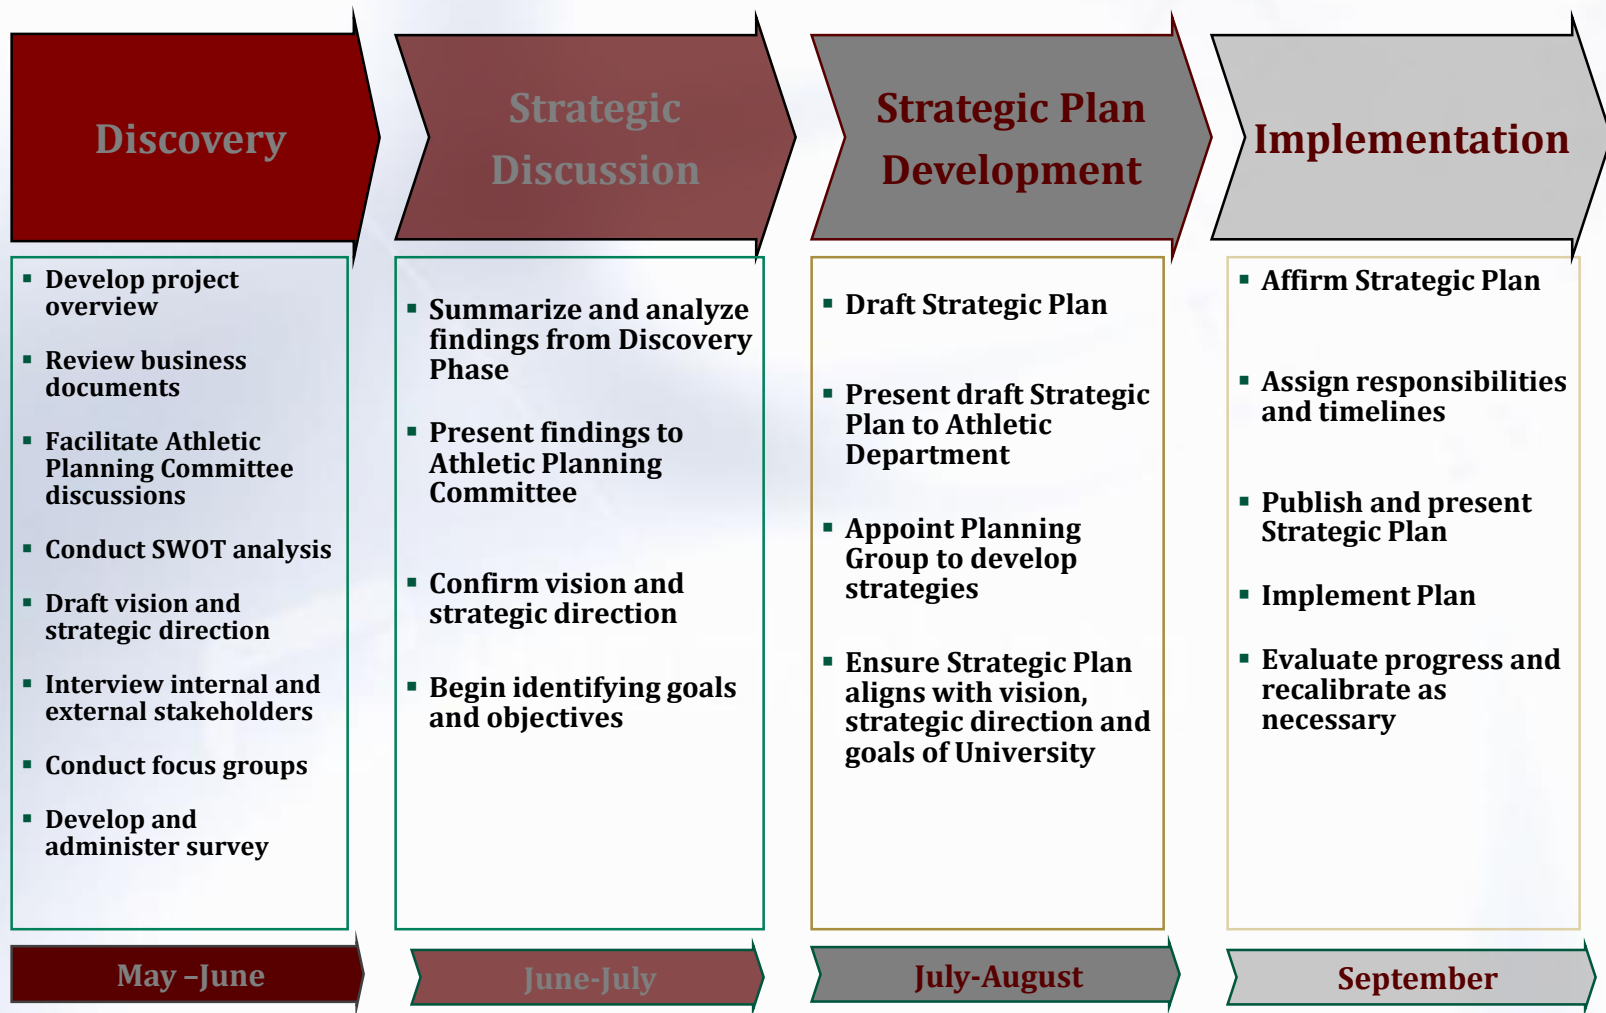 Discovery
▪ Develop project
overview
▪ Review business
documents
▪ Facilitate Athletic
Planning Committee
discussions
▪ Conduct SWOT analysis
▪ Draft vision and
strategic direction
▪ Interview internal and
external stakeholders
▪ Conduct focus groups
▪ Develop and
administer survey
May –June
Strategic
Discussion
▪ Summarize and analyze
findings from Discovery
Phase
▪ Present findings to
Athletic Planning
Committee
▪ Confirm vision and
strategic direction
▪ Begin identifying goals
and objectives
June-July
Strategic Plan
Development
▪ Draft Strategic Plan
▪ Present draft Strategic
Plan to Athletic
Department
▪ Appoint Planning
Group to develop
strategies
▪ Ensure Strategic Plan
aligns with vision,
strategic direction and
goals of University
July-August
Implementation
▪ Affirm Strategic Plan
▪ Assign responsibilities
and timelines
▪ Publish and present
Strategic Plan
▪ Implement Plan
▪ Evaluate progress and
recalibrate as
necessary
September